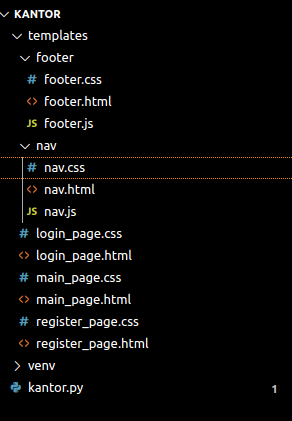 KANTOR
templates
footer
# footer.css
<> footer.html
JS footer.js
nav
# nav.css
<> nav.html
JS nav.js
# login_page.css
<> login_page.html
# main_page.css
<> main_page.html
# register_page.css
<> register_page.html
venv
kantor.py 1